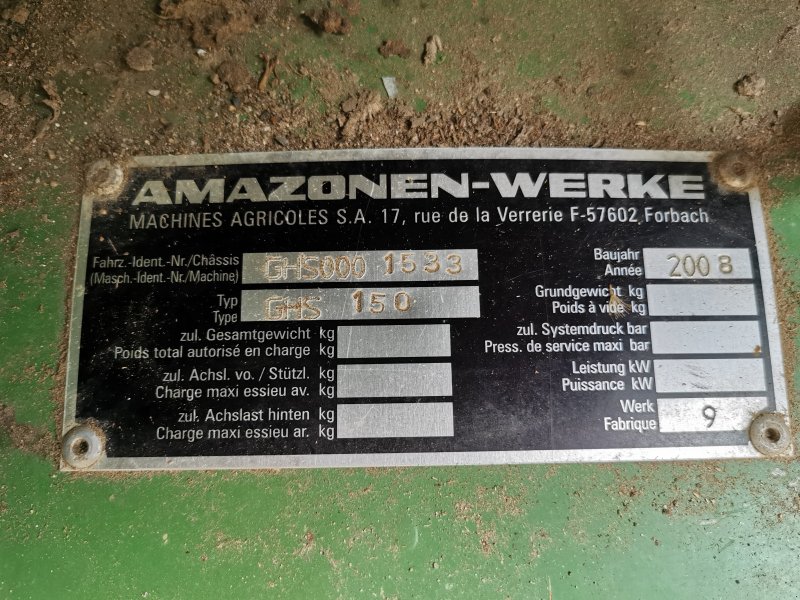 AMAZONEN-WERKE
MACHINES AGRICOLES S.A. 17, rue de la Verrerie F-57602 Forbach
Fahrz.-Ident.-Nr./Châssis
(Masch.-Ident.-Nr./Machine)
GHS000 1533
Typ
Type
GHS 150
zul. Gesamtgewicht kg
Poids total autorisé en charge kg
zul. Achsl. vo. / Stützl. kg
Charge maxi essieu av. kg
zul. Achslast hinten kg
Charge maxi essieu ar. kg
Baujahr
Année
2008
Grundgewicht kg
Poids à vide kg
zul. Systemdruck bar
Press. de service maxi bar
Leistung kW
Puissance kW
Werk
Fabrique
9